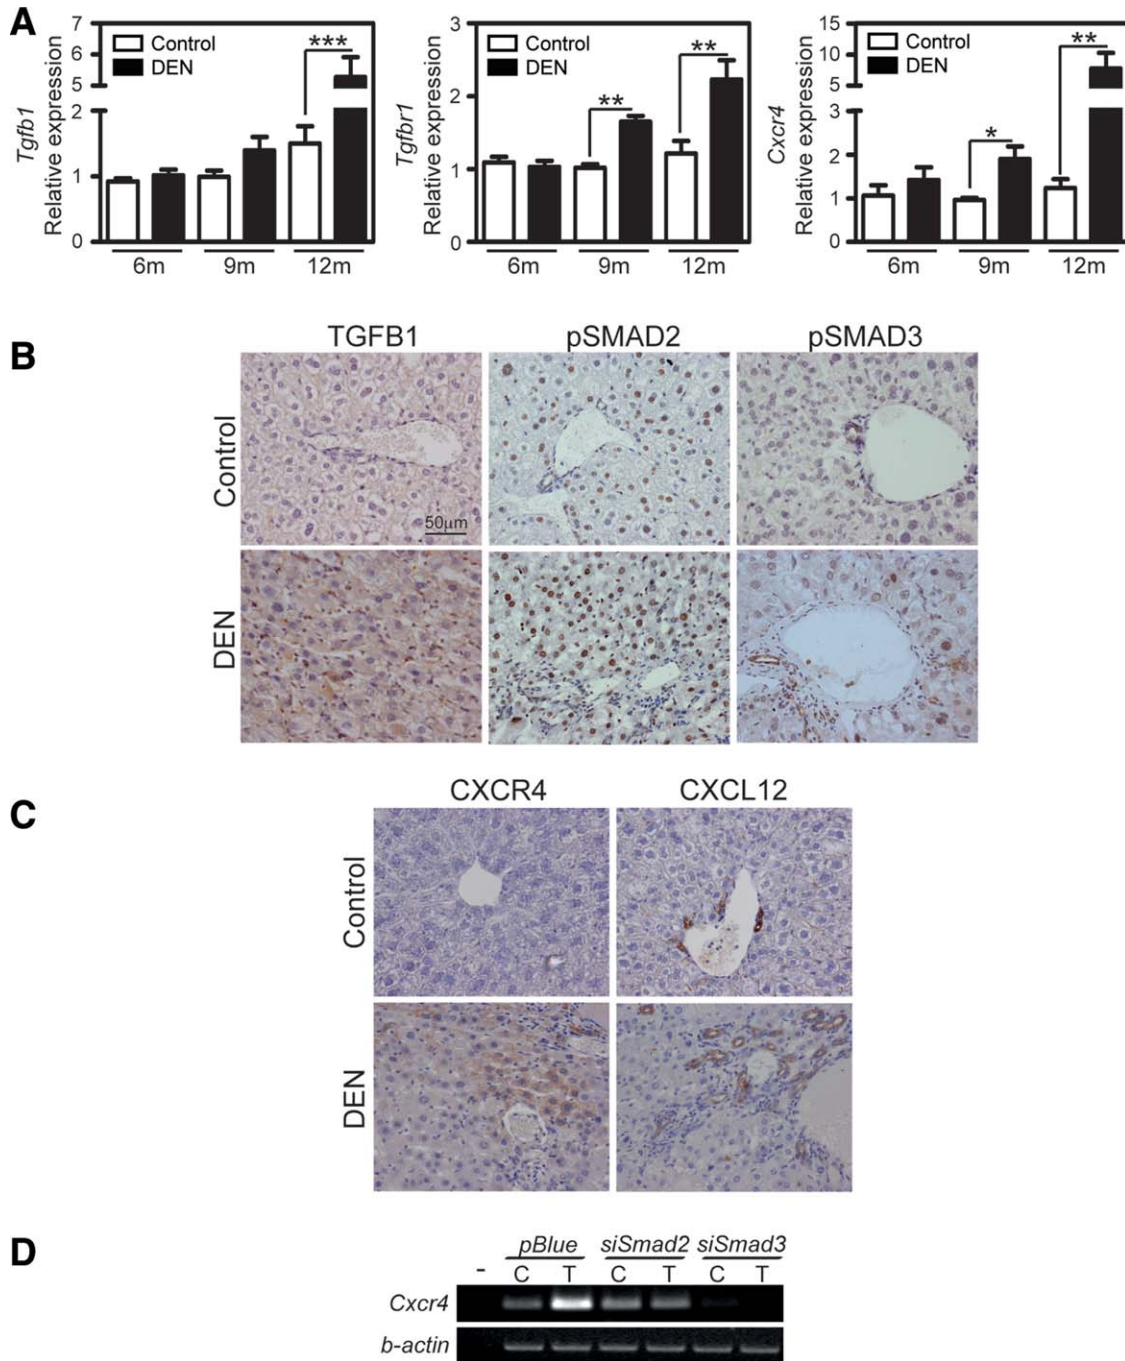 A
Tgfb1
Relative expression
7
6
5
2
1
0
Control
DEN
***
6m
9m
12m
Tgfbr1
Relative expression
3
2
1
0
Control
DEN
**
**
6m
9m
12m
Cxcr4
Relative expression
15
10
5
3
2
1
0
Control
DEN
*
**
6m
9m
12m
B
TGFB1 pSMAD2 pSMAD3
Control
50µm
DEN
C
CXCR4 CXCL12
Control
DEN
D
pBlue siSmad2 siSmad3
- C T C T C T
Cxcr4
b-actin